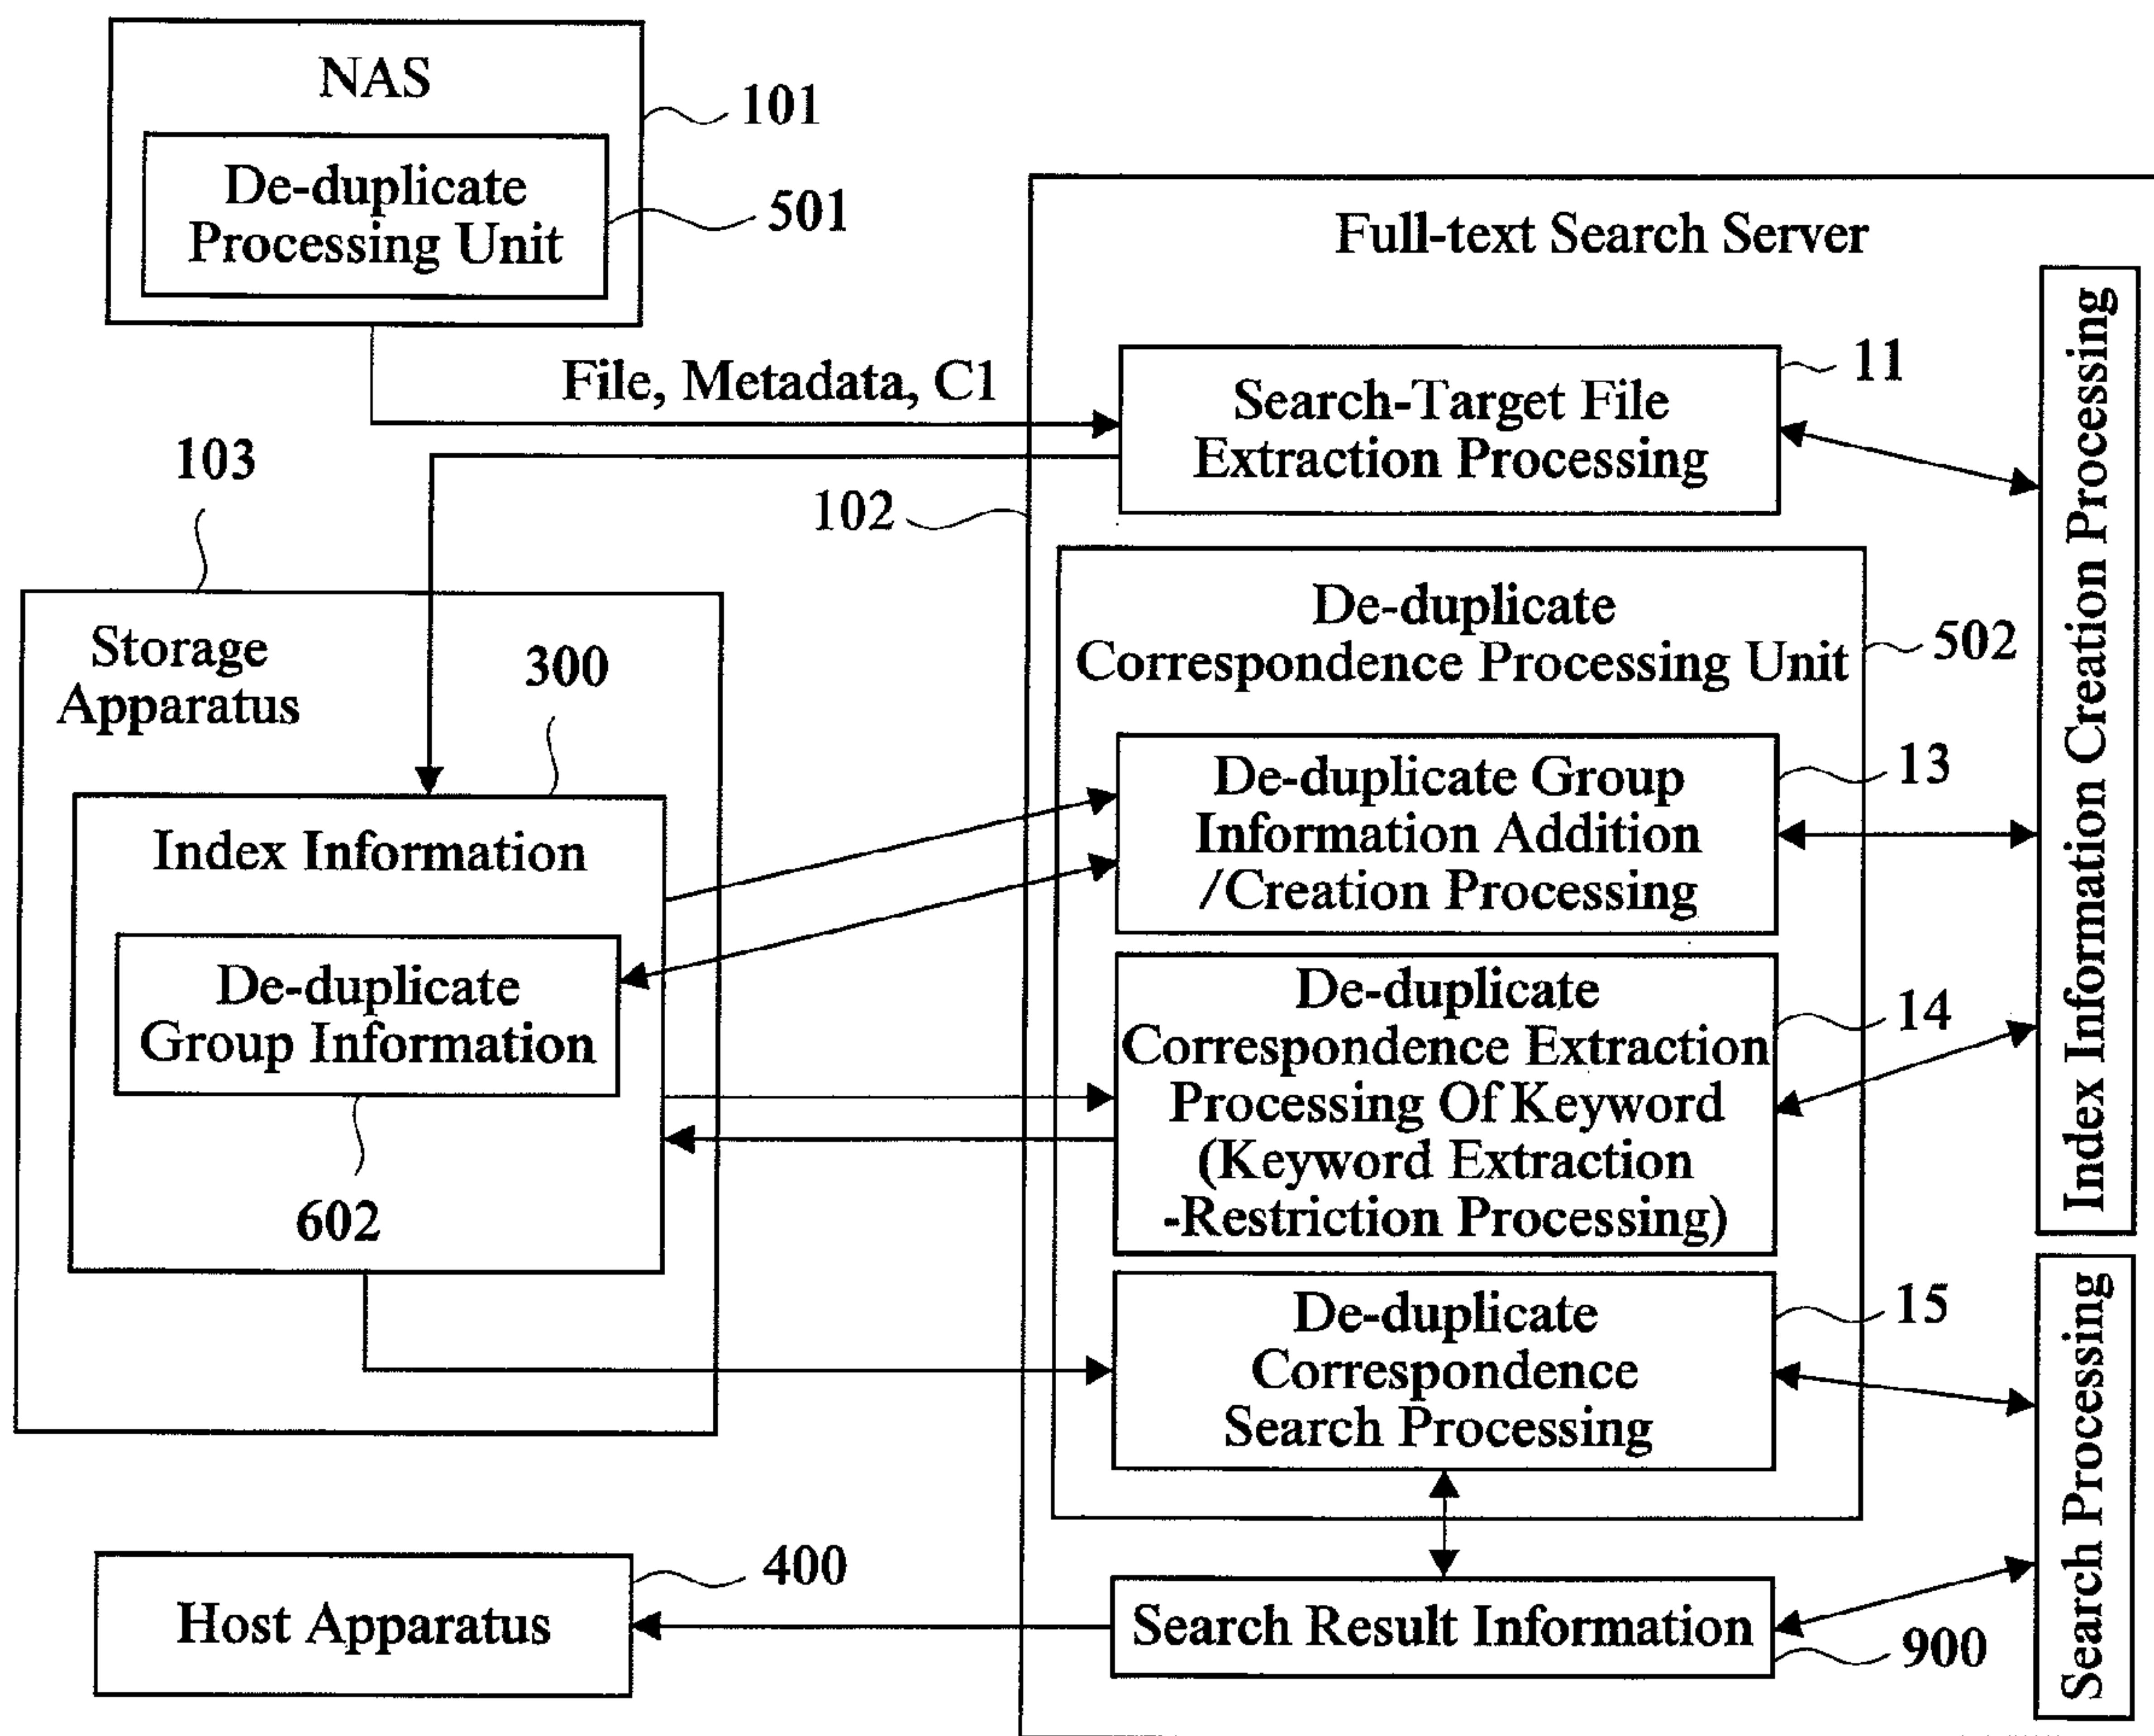 NAS
101
De-duplicate
Processing Unit
501
Full-text Search Server
File, Metadata, C1
11
Search-Target File
Extraction Processing
Index Information Creation Processing
103
102
Storage
Apparatus
300
De-duplicate
Correspondence Processing Unit
502
Index Information
De-duplicate Group
Information Addition
/Creation Processing
13
De-duplicate
Group Information
602
De-duplicate
Correspondence Extraction
Processing Of Keyword
(Keyword Extraction
-Restriction Processing)
14
De-duplicate
Correspondence
Search Processing
15
Search Processing
400
Host Apparatus
Search Result Information
900